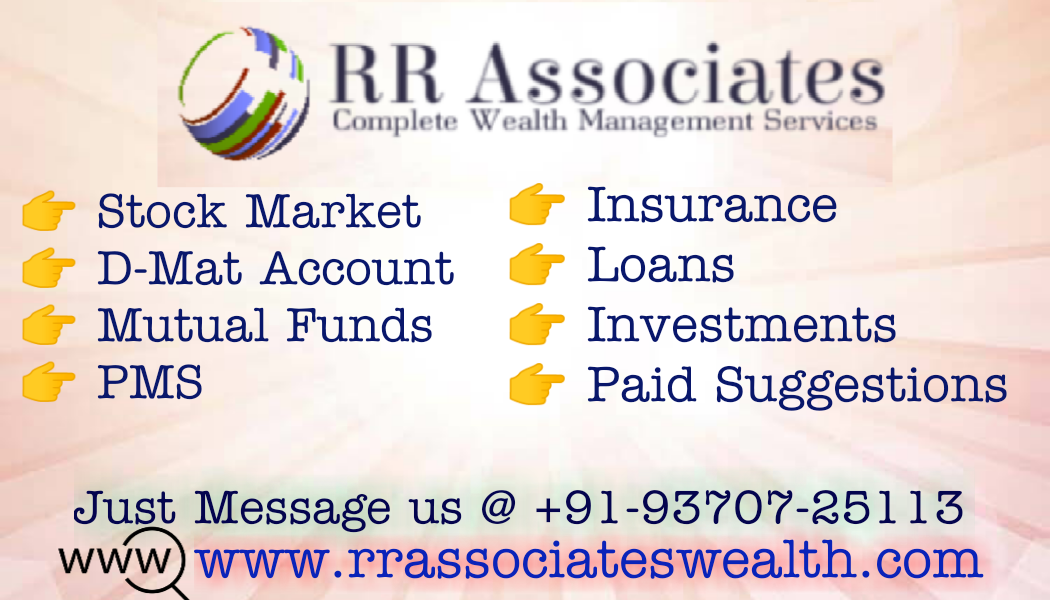 RR Associates
Complete Wealth Management Services
👉 Stock Market
👉 D-Mat Account
👉 Mutual Funds
👉 PMS
👉 Insurance
👉 Loans
👉 Investments
👉 Paid Suggestions
Just Message us @ +91-93707-25113
www www.rrassociateswealth.com